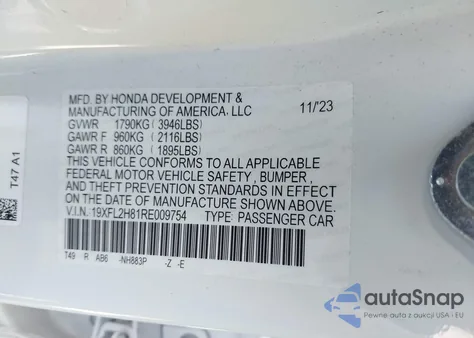 MFD. BY HONDA DEVELOPMENT &
MANUFACTURING OF AMERICA, LLC 11/'23
GVWR 1790KG (3946LBS)
GAWR F 960KG (2116LBS)
GAWR R 860KG (1895LBS)
THIS VEHICLE CONFORMS TO ALL APPLICABLE
FEDERAL MOTOR VEHICLE SAFETY, BUMPER,
AND THEFT PREVENTION STANDARDS IN EFFECT
ON THE DATE OF MANUFACTURE SHOWN ABOVE.
V.I.N. 19XFL2H81RE009754 TYPE: PASSENGER CAR
T49 R AB6 -NH883P -Z -E
T47 A1
autoSnap
Pewne auta z aukcji USA i EU